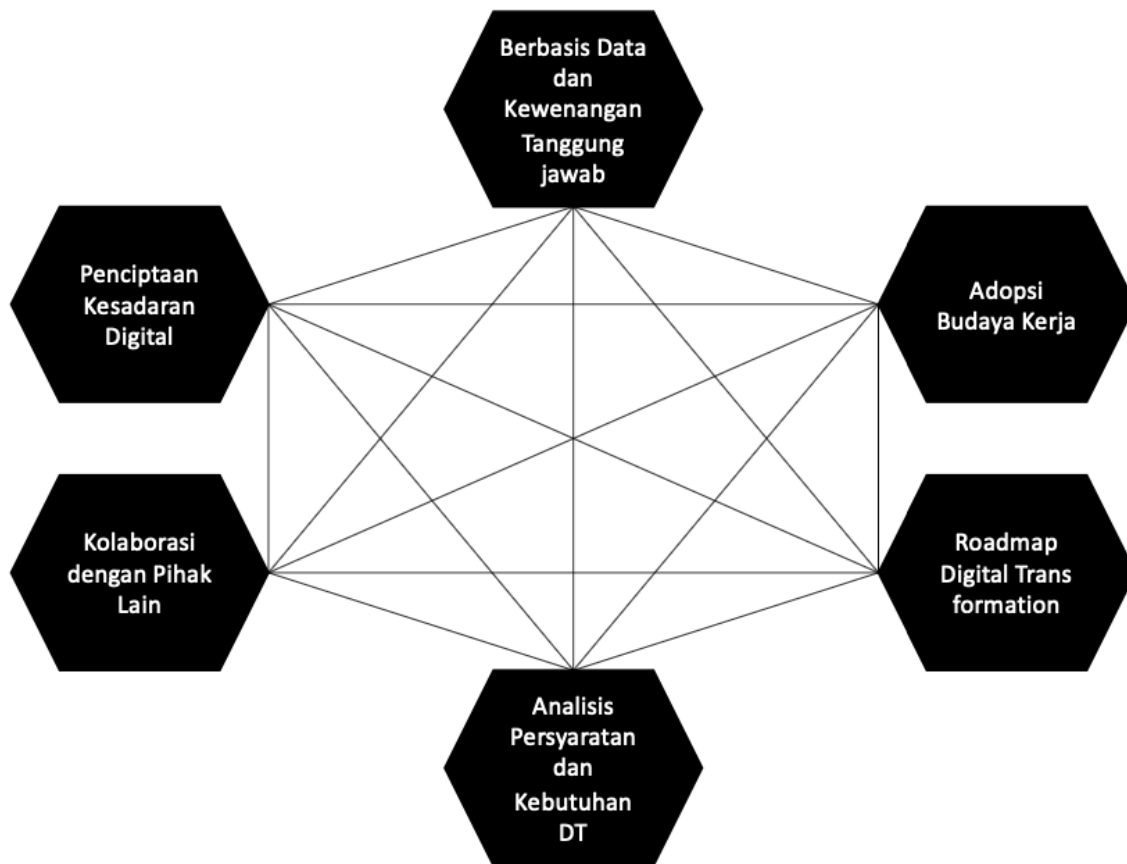 Berbasis Data
dan
Kewenangan
Tanggung
jawab
Penciptaan
Kesadaran
Digital
Adopsi
Budaya Kerja
Kolaborasi
dengan Pihak
Lain
Roadmap
Digital Trans
formation
Analisis
Persyaratan
dan
Kebutuhan
DT